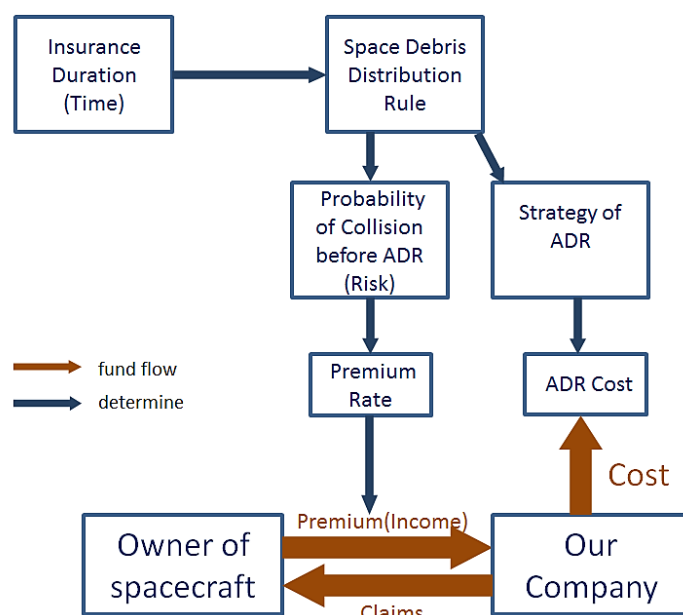 Insurance
Duration
(Time)
Space Debris
Distribution
Rule
Probability
of Collision
before ADR
(Risk)
Strategy of
ADR
fund flow
determine
Premium
Rate
ADR Cost
Cost
Premium(Income)
Owner of
spacecraft
Our
Company
Claims